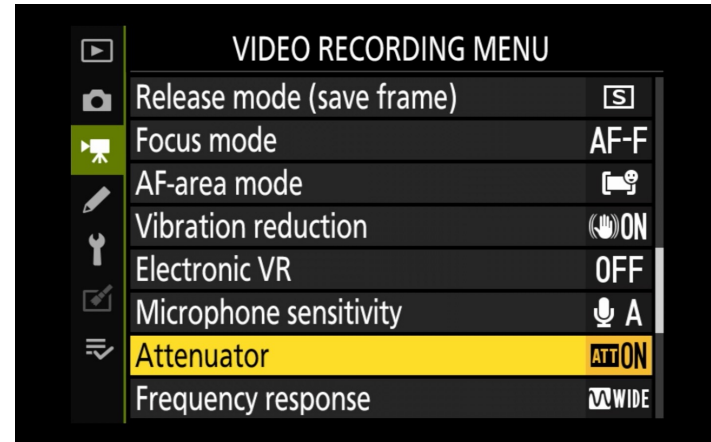 VIDEO RECORDING MENU
Release mode (save frame) S
Focus mode AF-F
AF-area mode
Vibration reduction ON
Electronic VR OFF
Microphone sensitivity A
Attenuator ATT ON
Frequency response WIDE